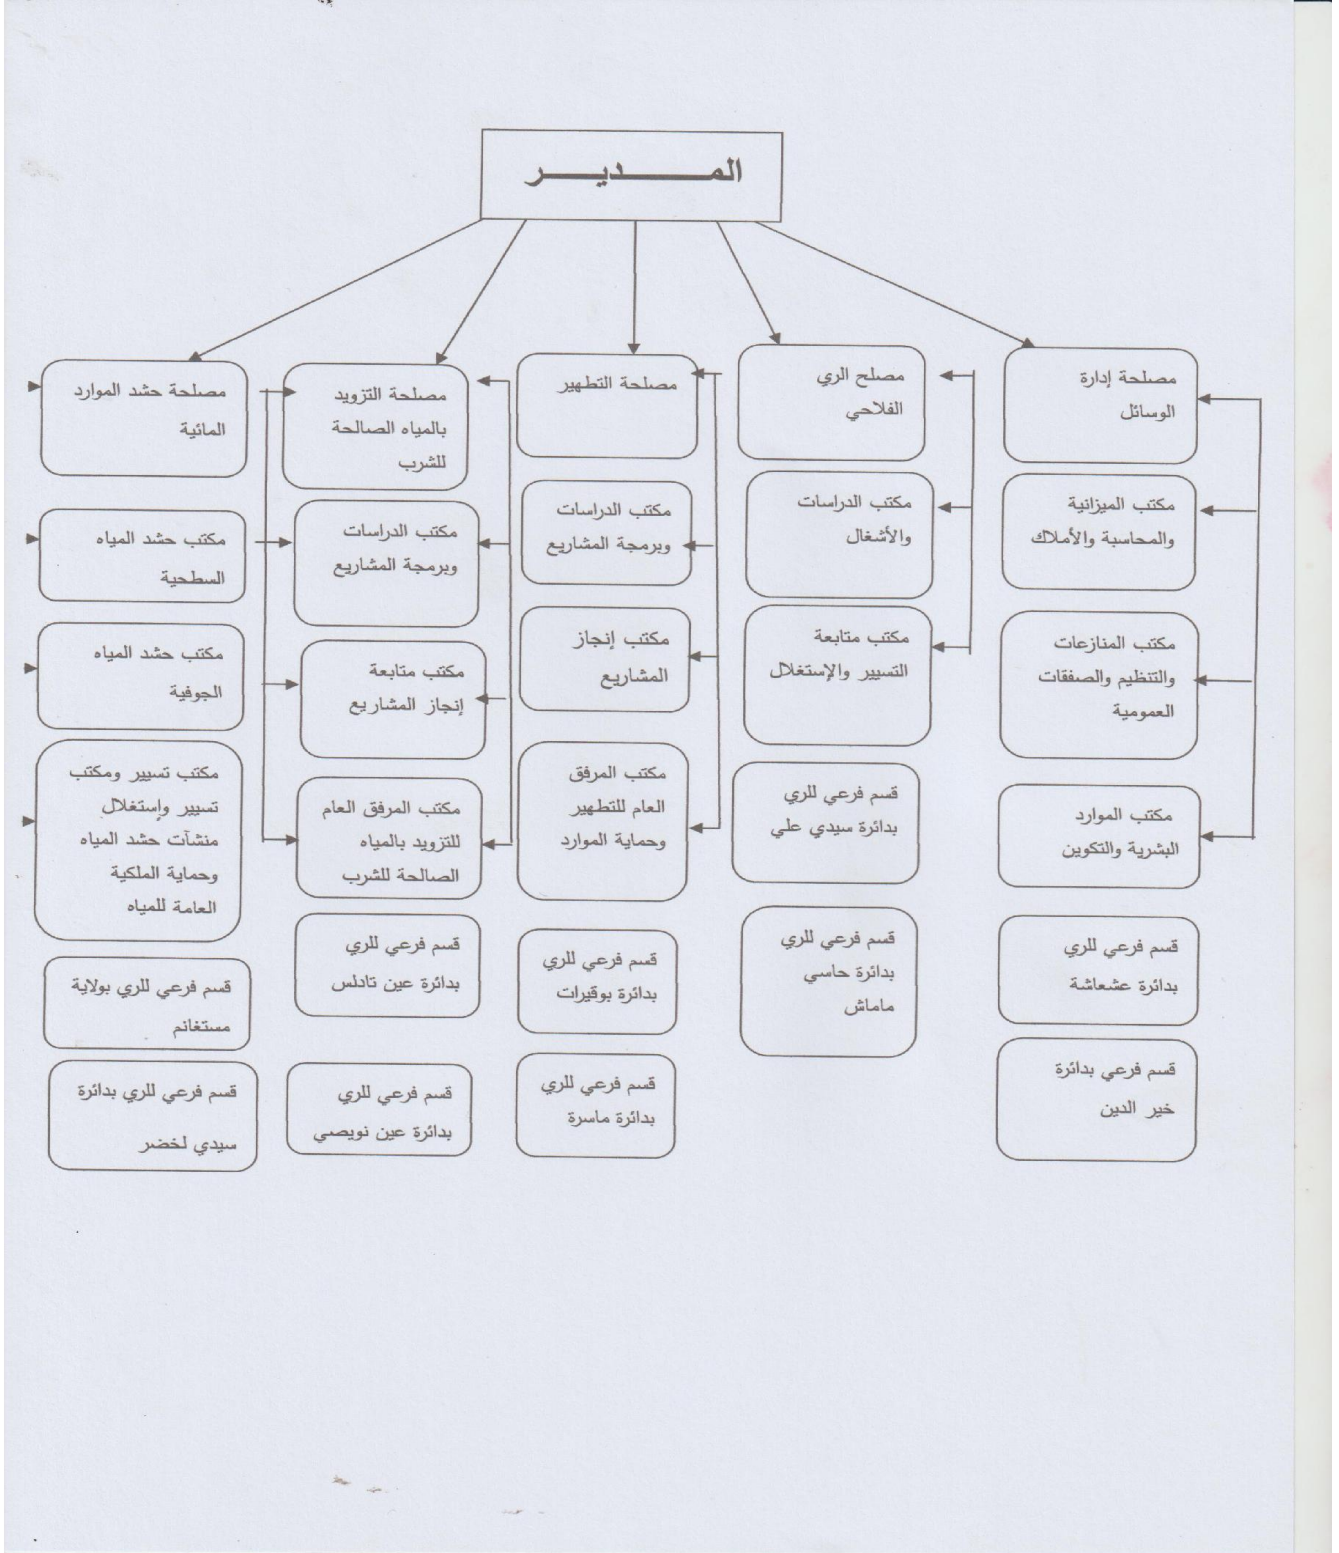 المـــــــديـــــر
مصلحة إدارة
الوسائل
مكتب الميزانية
والمحاسبة والأملاك
مكتب المنازعات
والتنظيم والصفقات
العمومية
مكتب الموارد
البشرية والتكوين
قسم فرعي للري
بدائرة عشعاشة
قسم فرعي بدائرة
خير الدين
مصلح الري
الفلاحي
مكتب الدراسات
والأشغال
مكتب متابعة
التسيير والإستغلال
قسم فرعي للري
بدائرة سيدي علي
قسم فرعي للري
بدائرة حاسي
ماماش
مصلحة التطهير
مكتب الدراسات
وبرمجة المشاريع
مكتب إنجاز
المشاريع
مكتب المرفق
العام للتطهير
وحماية الموارد
قسم فرعي للري
بدائرة بوقيرات
قسم فرعي للري
بدائرة ماسرة
مصلحة التزويد
بالمياه الصالحة
للشرب
مكتب الدراسات
وبرمجة المشاريع
مكتب متابعة
إنجاز المشاريع
مكتب المرفق العام
للتزويد بالمياه
الصالحة للشرب
قسم فرعي للري
بدائرة عين تادلس
قسم فرعي للري
بدائرة عين نويصي
مصلحة حشد الموارد
المائية
مكتب حشد المياه
السطحية
مكتب حشد المياه
الجوفية
مكتب تسيير ومكتب
تسيير وإستغلال
منشآت حشد المياه
وحماية الملكية
العامة للمياه
قسم فرعي للري بولاية
مستغانم
قسم فرعي للري بدائرة
سيدي لخضر